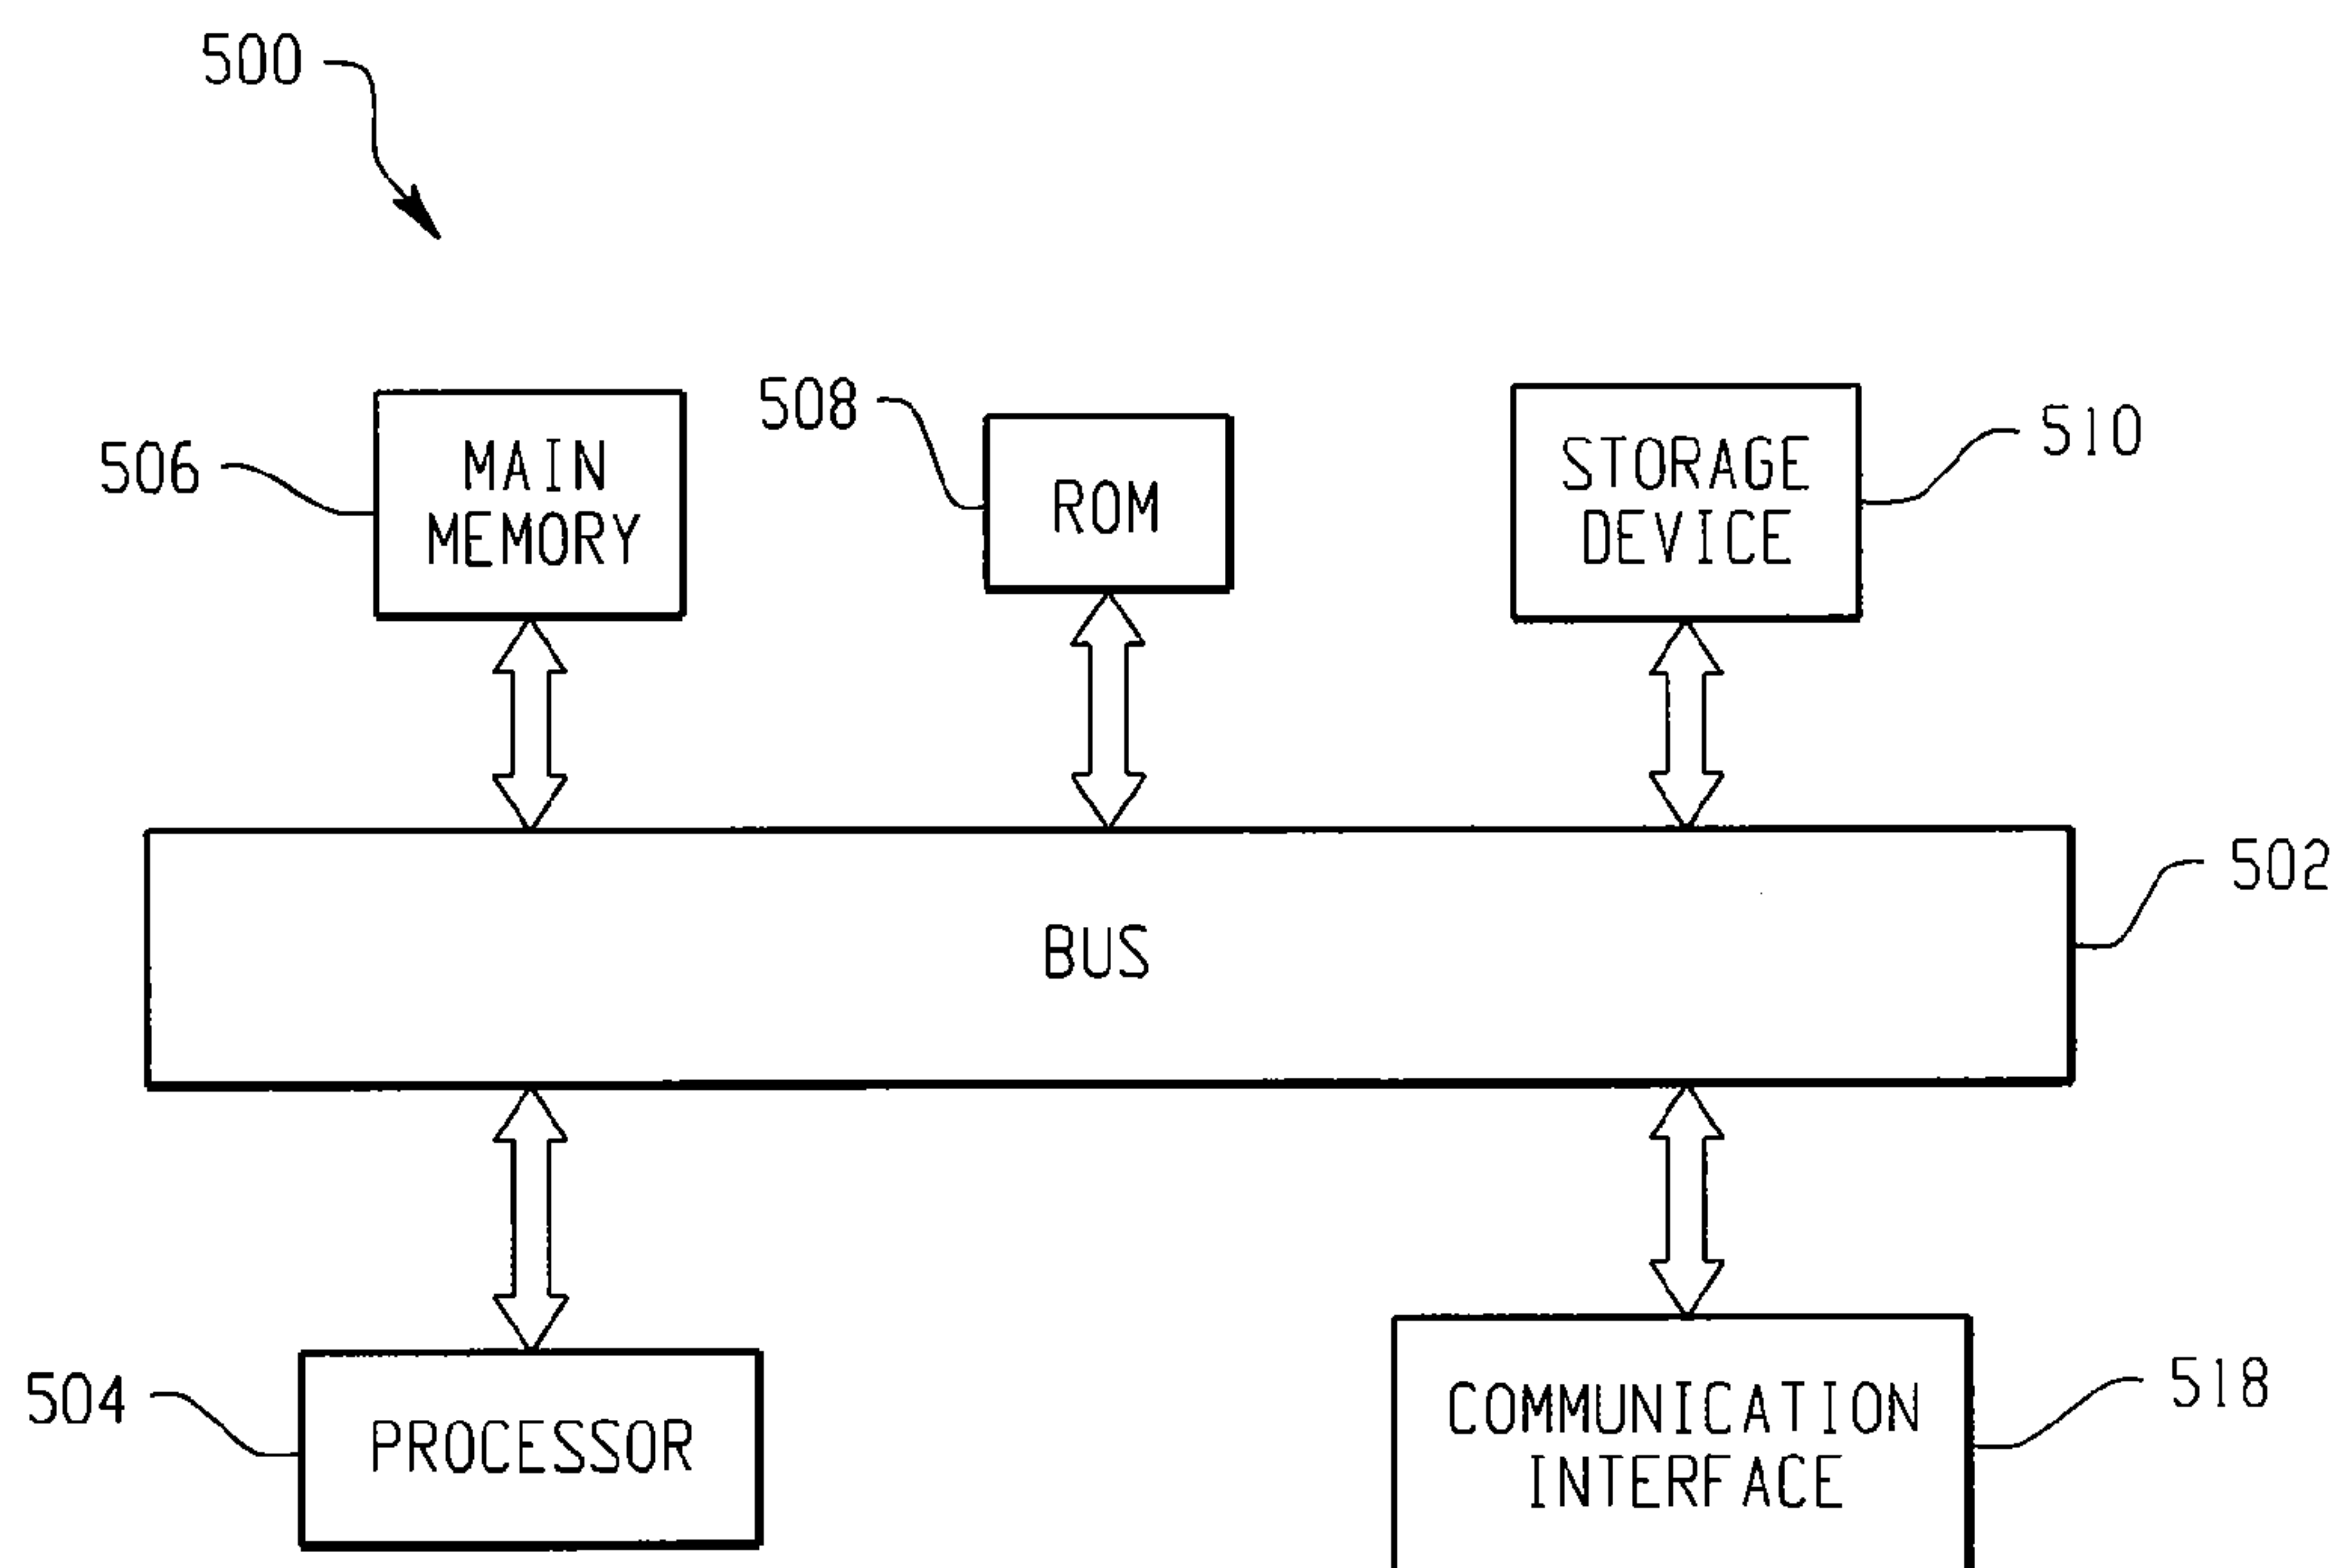 500
506
MAIN
MEMORY
508
ROM
STORAGE
DEVICE
510
BUS
502
504
PROCESSOR
COMMUNICATION
INTERFACE
518